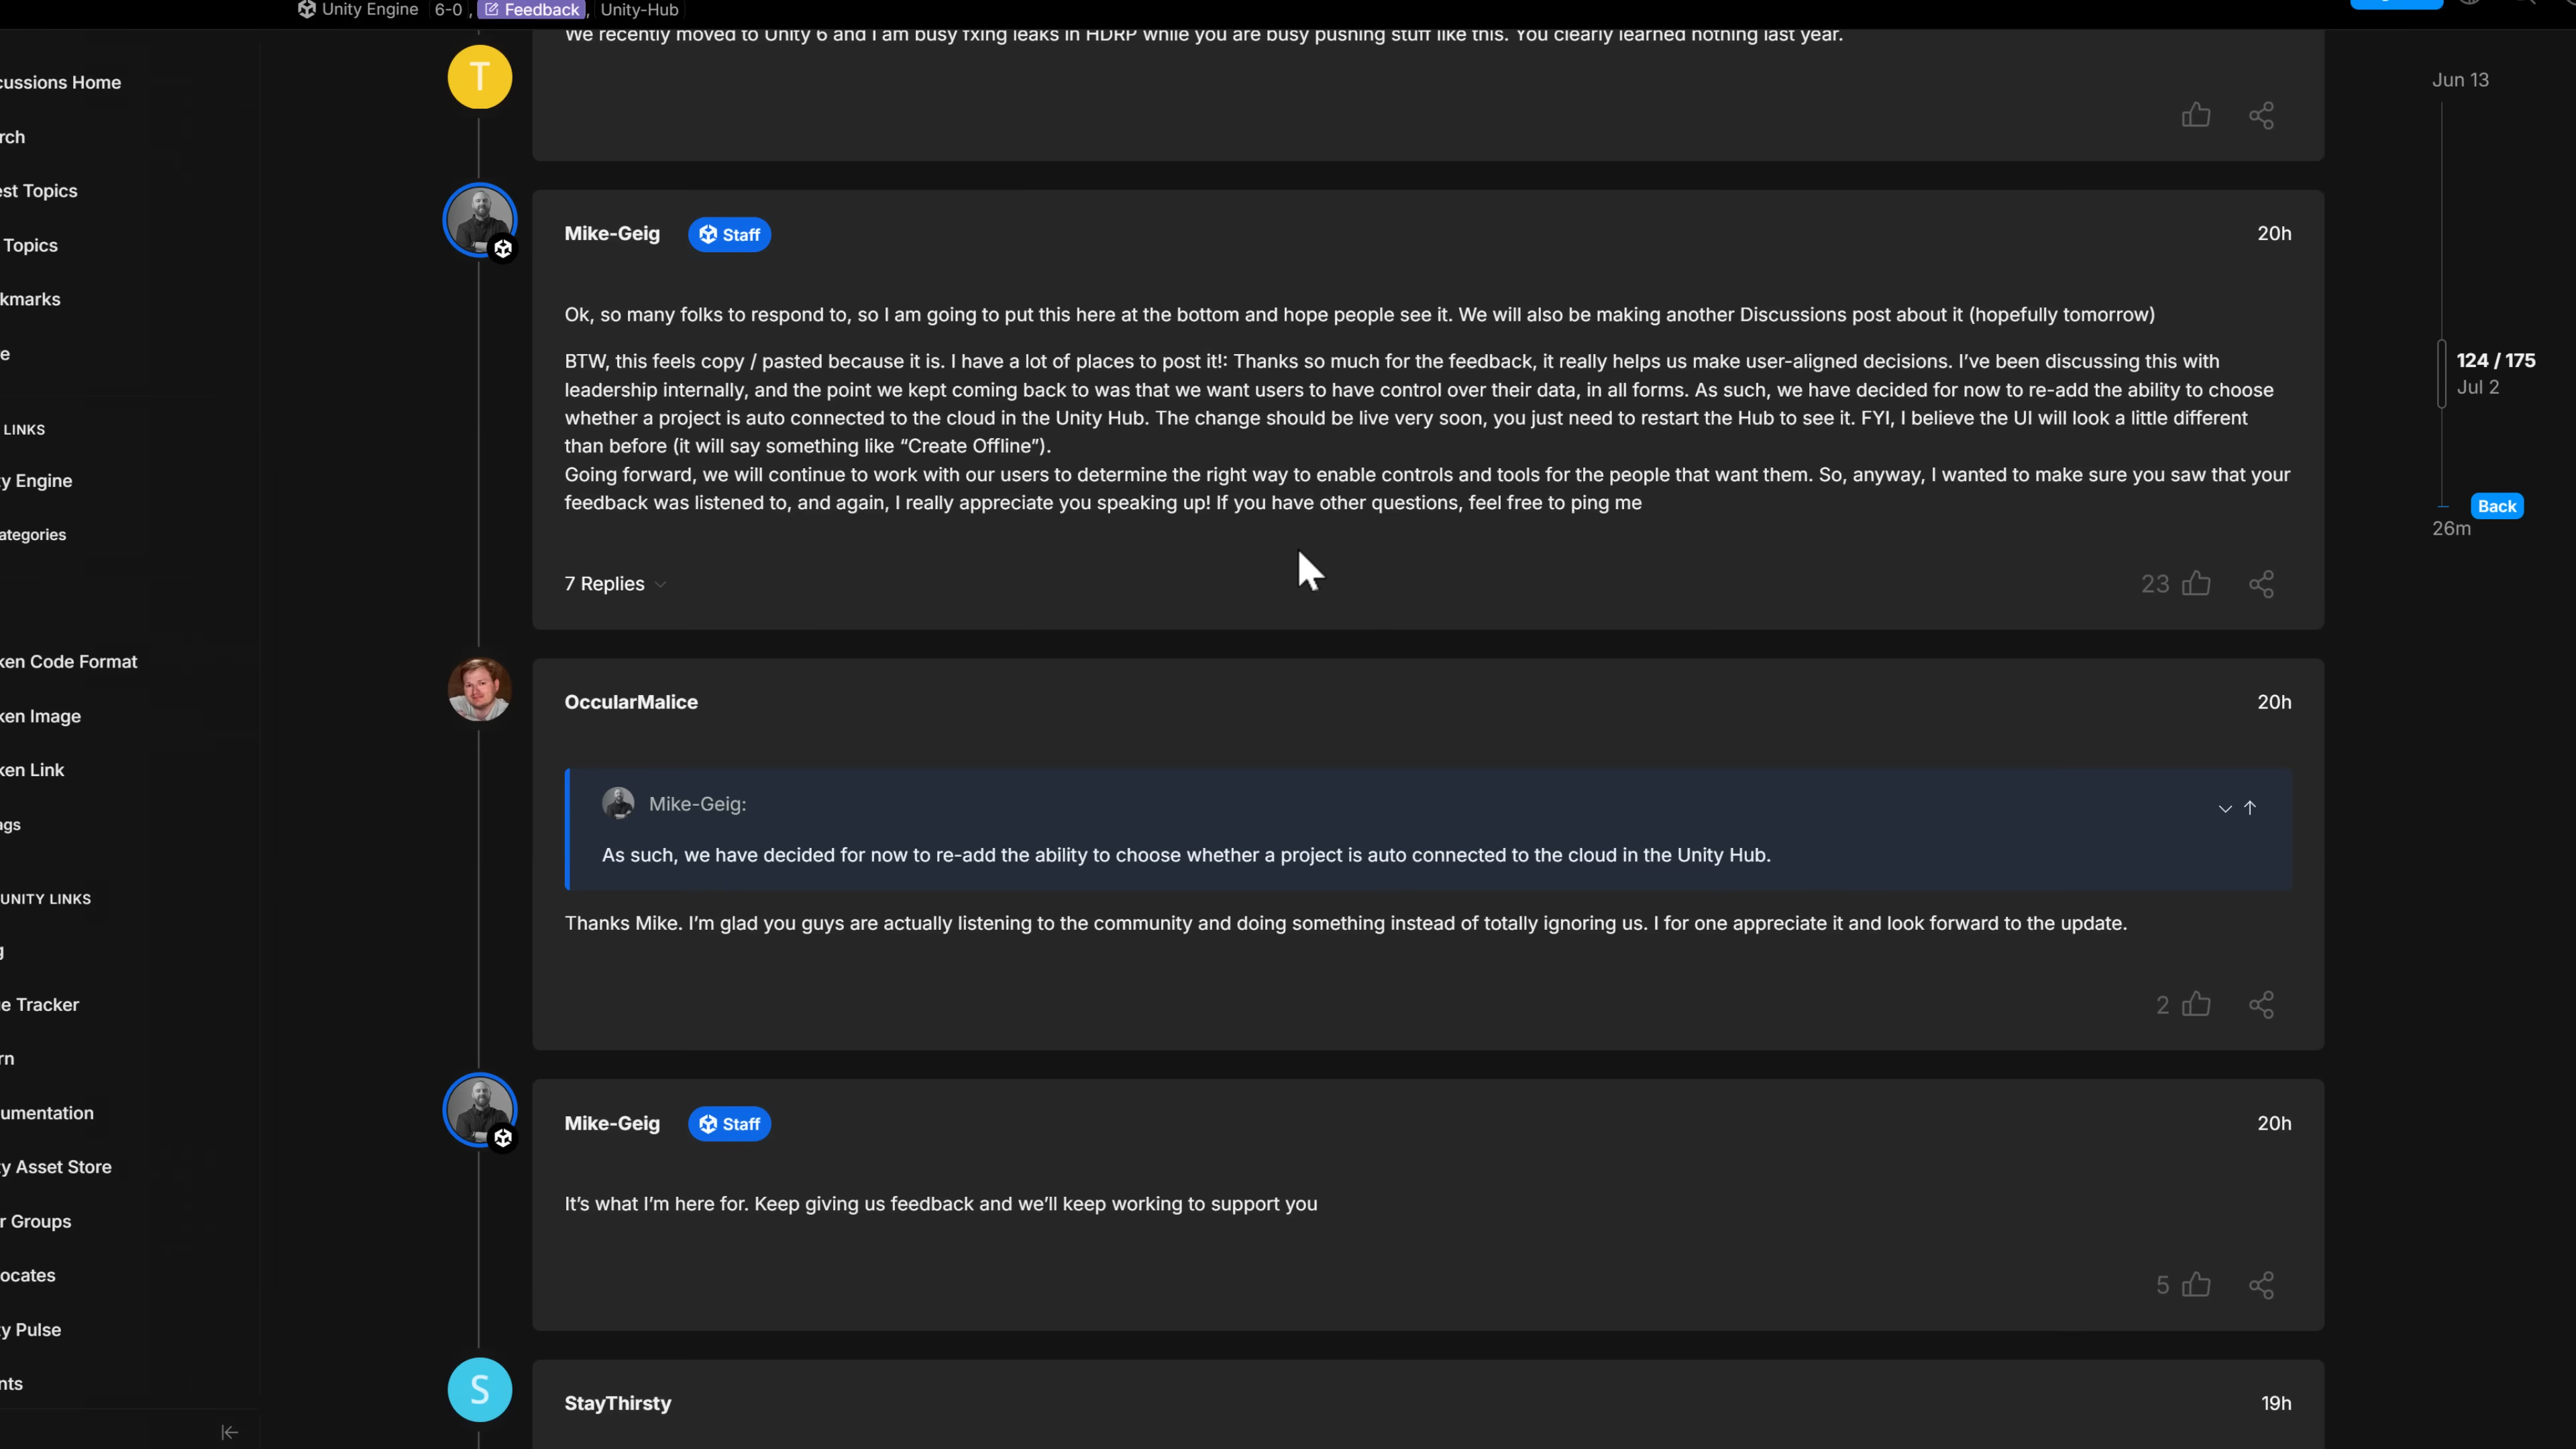 Unity Engine 6-0, Feedback, Unity-Hub
We recently moved to Unity 6 and I am busy fxing leaks in HDRP while you are busy pushing stuff like this. You clearly learned nothing last year.
T
cussions Home
rch
est Topics
Topics
kmarks
e
LINKS
y Engine
ategories
ken Code Format
ken Image
ken Link
ags
UNITY LINKS
g
e Tracker
rn
umentation
y Asset Store
r Groups
ocates
y Pulse
nts
Mike-Geig Staff 20h
Ok, so many folks to respond to, so I am going to put this here at the bottom and hope people see it. We will also be making another Discussions post about it (hopefully tomorrow)
BTW, this feels copy / pasted because it is. I have a lot of places to post it!: Thanks so much for the feedback, it really helps us make user-aligned decisions. I’ve been discussing this with
leadership internally, and the point we kept coming back to was that we want users to have control over their data, in all forms. As such, we have decided for now to re-add the ability to choose
whether a project is auto connected to the cloud in the Unity Hub. The change should be live very soon, you just need to restart the Hub to see it. FYI, I believe the UI will look a little different
than before (it will say something like “Create Offline”).
Going forward, we will continue to work with our users to determine the right way to enable controls and tools for the people that want them. So, anyway, I wanted to make sure you saw that your
feedback was listened to, and again, I really appreciate you speaking up! If you have other questions, feel free to ping me
7 Replies 23
OccularMalice 20h
Mike-Geig:
As such, we have decided for now to re-add the ability to choose whether a project is auto connected to the cloud in the Unity Hub.
Thanks Mike. I’m glad you guys are actually listening to the community and doing something instead of totally ignoring us. I for one appreciate it and look forward to the update.
2
Mike-Geig Staff 20h
It’s what I’m here for. Keep giving us feedback and we’ll keep working to support you
5
S
StayThirsty 19h
Jun 13
124 / 175
Jul 2
Back
26m